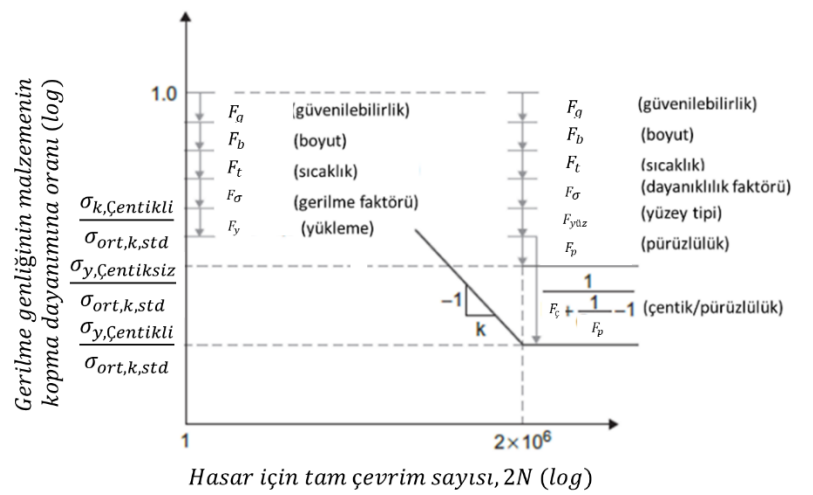 Gerilme genliğinin malzemenin
kopma dayanımına oranı (log)
1.0
F_g (güvenilebilirlik)
F_b (boyut)
F_t (sıcaklık)
F_σ (gerilme faktörü)
F_y (yükleme)
F_g (güvenilebilirlik)
F_b (boyut)
F_t (sıcaklık)
F_σ (dayanıklılık faktörü)
F_yüz (yüzey tipi)
F_p (pürüzlülük)
σ_k,Çentikli
σ_ort,k,std
σ_y,Çentiksiz
σ_ort,k,std
σ_y,Çentikli
σ_ort,k,std
−1
k
1
F_ç + 1 −1 (çentik/pürüzlülük)
F_p
1
2×10⁶
Hasar için tam çevrim sayısı, 2N (log)